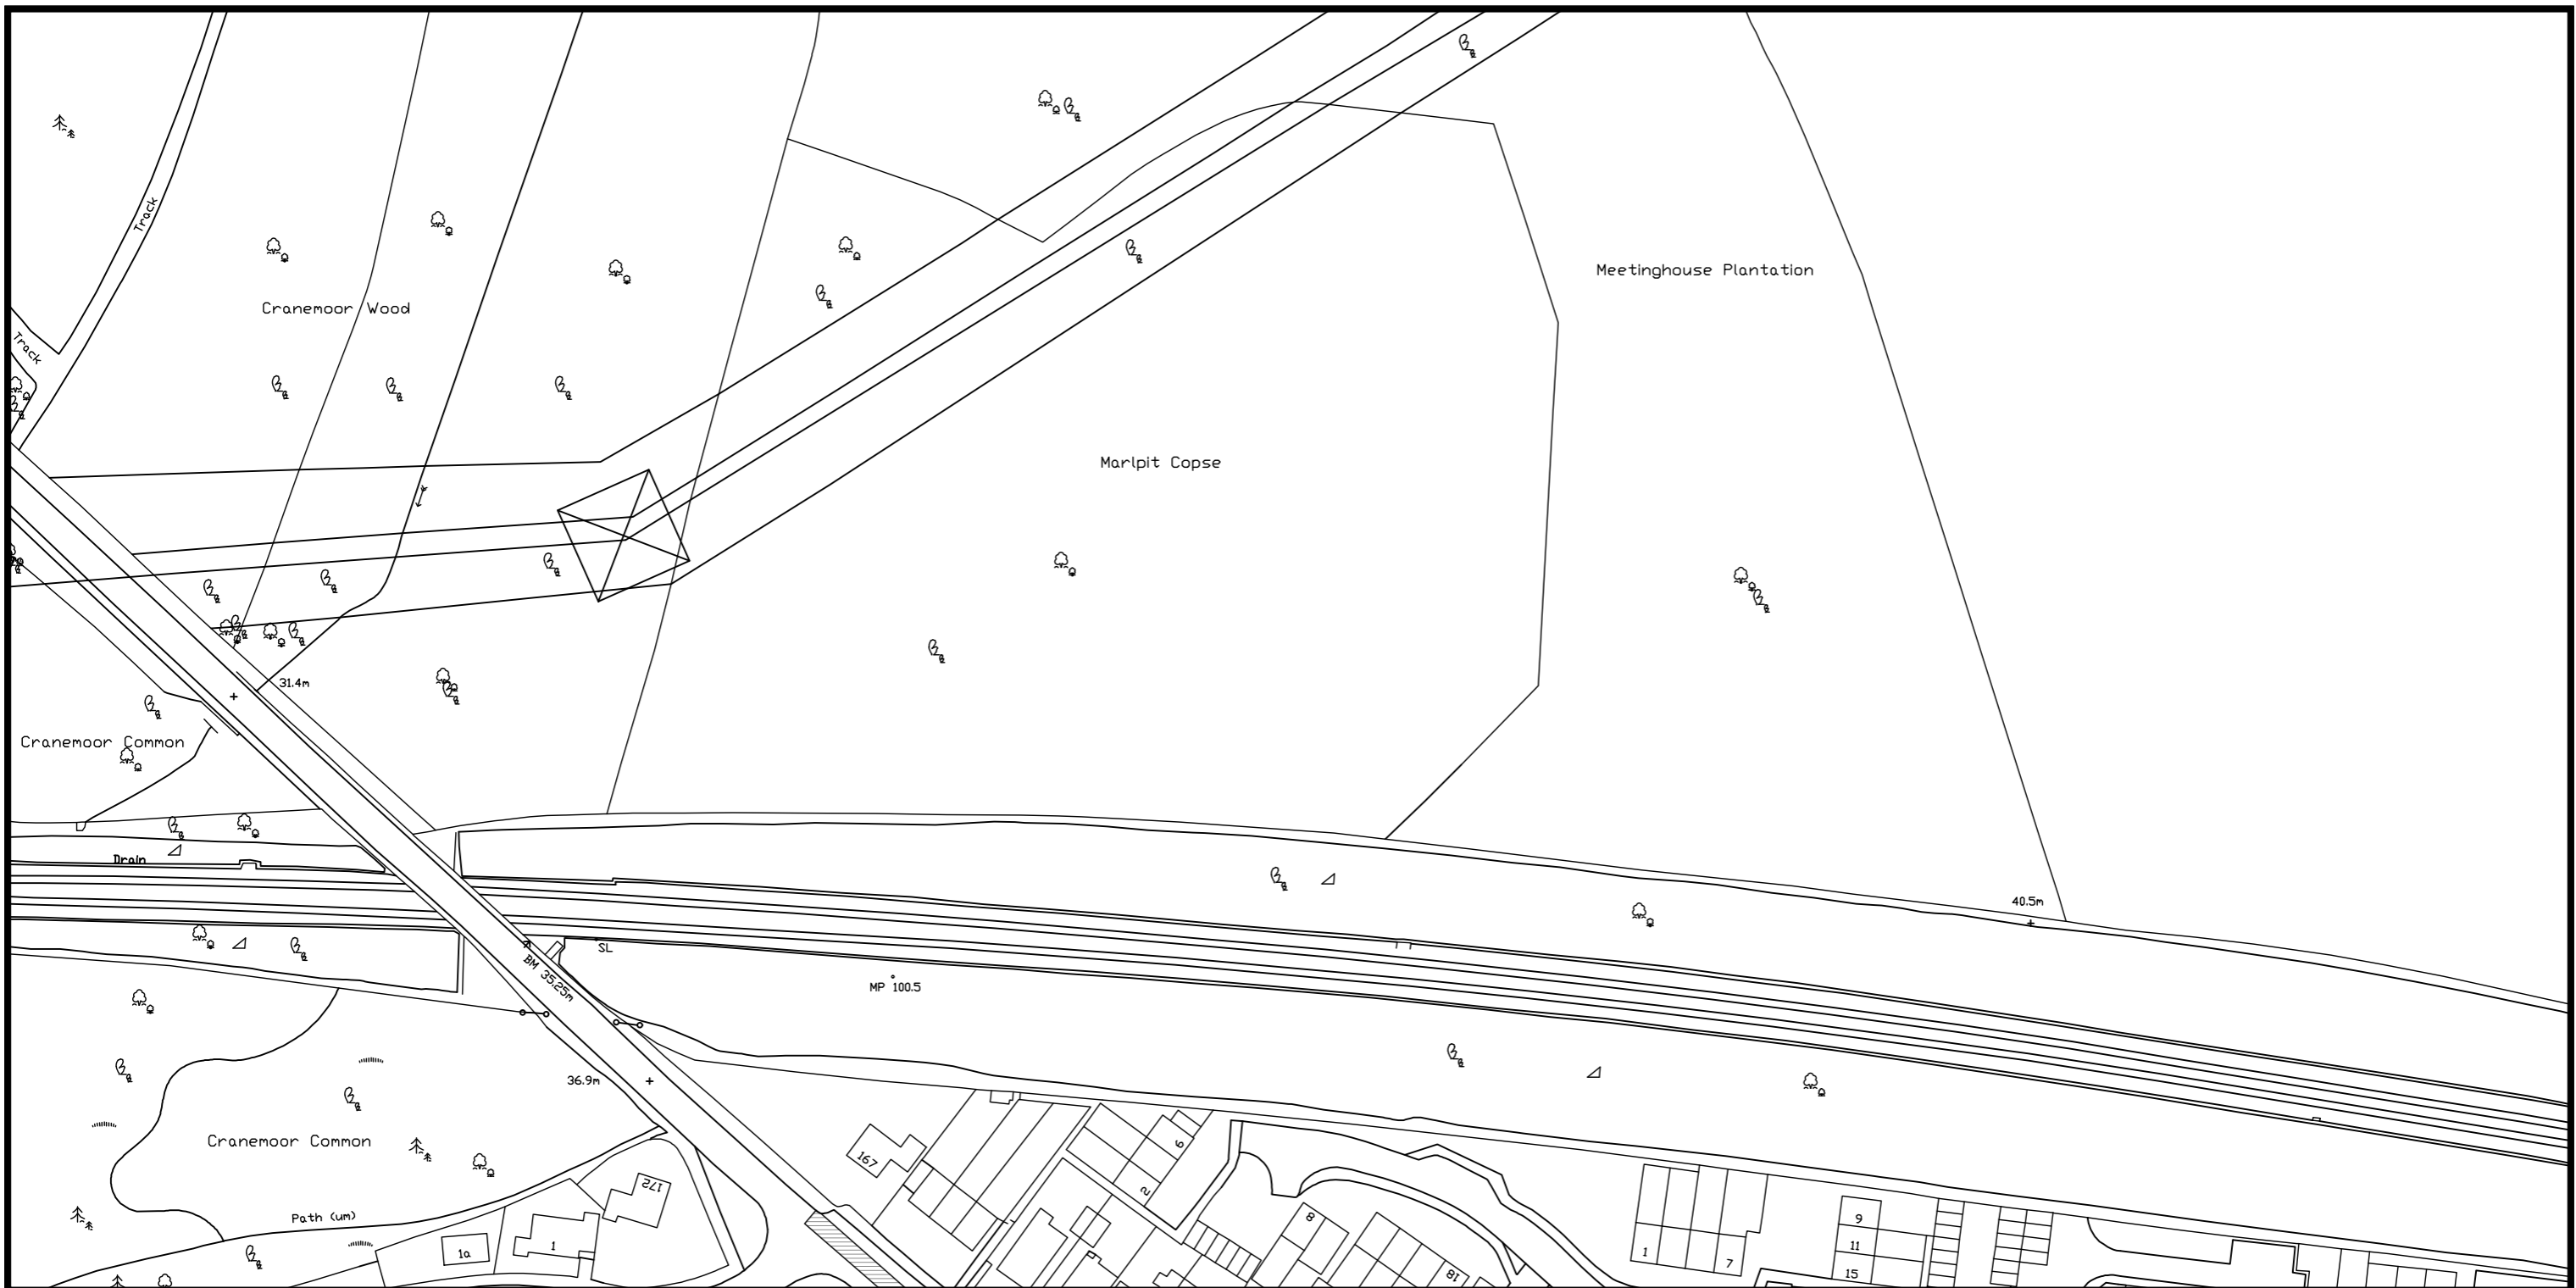 Track
Meetinghouse Plantation
Cranemoor Wood
Track
Marlpit Copse
31.4m
Cranemoor Common
Drain
40.5m
SL
BM 35.25m
MP 100.5
36.9m
Cranemoor Common
167
6
2
172
Path (um)
1a
1
8
18
1
7
9
11
15